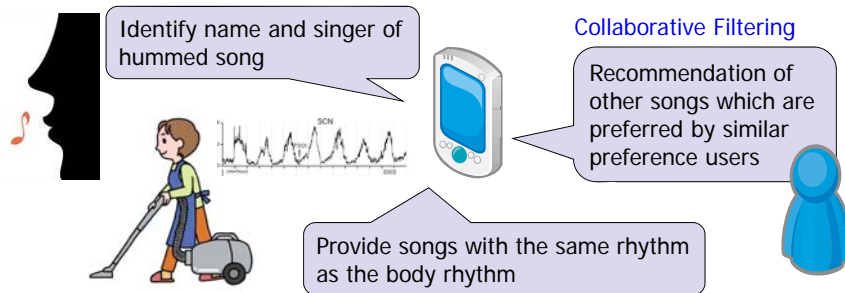 Identify name and singer of
hummed song
Collaborative Filtering
Recommendation of
other songs which are
preferred by similar
preference users
SCN
Provide songs with the same rhythm
as the body rhythm